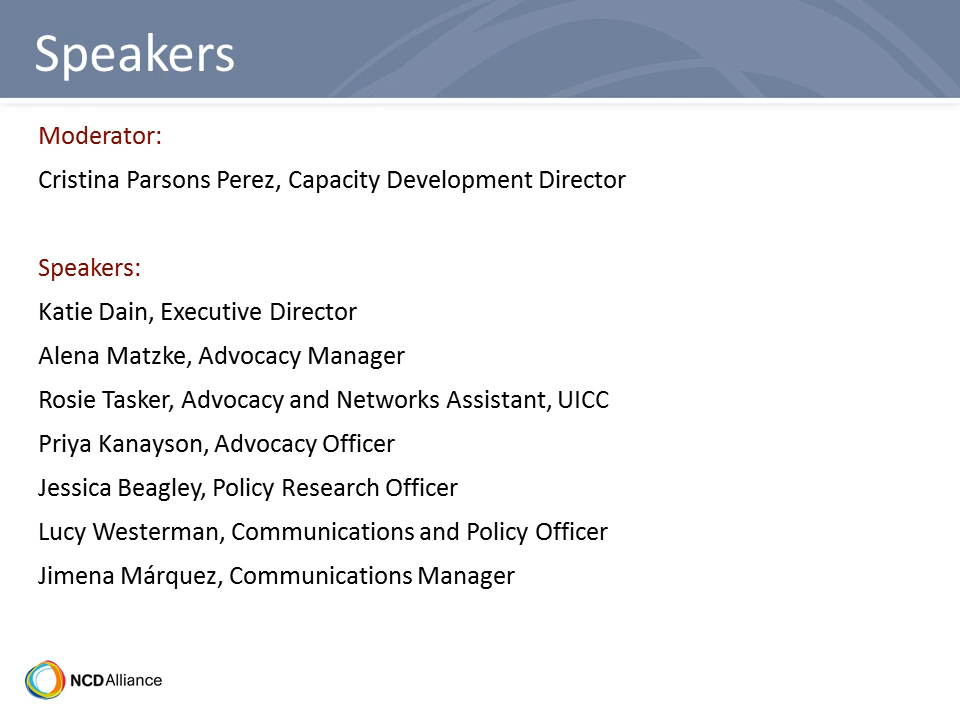 Speakers
Moderator:
Cristina Parsons Perez, Capacity Development Director
Speakers:
Katie Dain, Executive Director
Alena Matzke, Advocacy Manager
Rosie Tasker, Advocacy and Networks Assistant, UICC
Priya Kanayson, Advocacy Officer
Jessica Beagley, Policy Research Officer
Lucy Westerman, Communications and Policy Officer
Jimena Márquez, Communications Manager
NCDAlliance